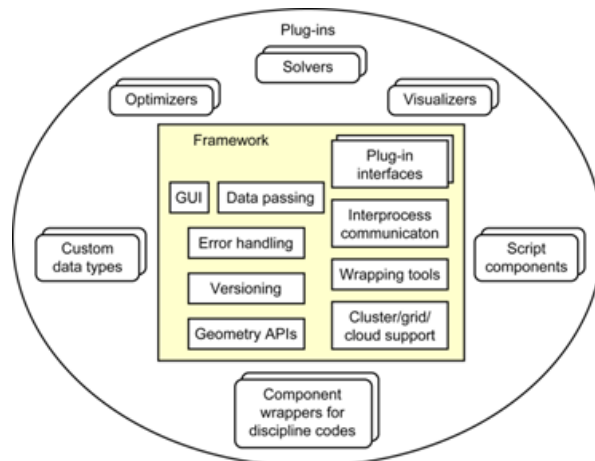 Plug-ins
Solvers
Optimizers
Visualizers
Framework
Plug-in
interfaces
GUI
Data passing
Interprocess
communicaton
Error handling
Custom
data types
Script
components
Wrapping tools
Versioning
Cluster/grid/
cloud support
Geometry APIs
Component
wrappers for
discipline codes